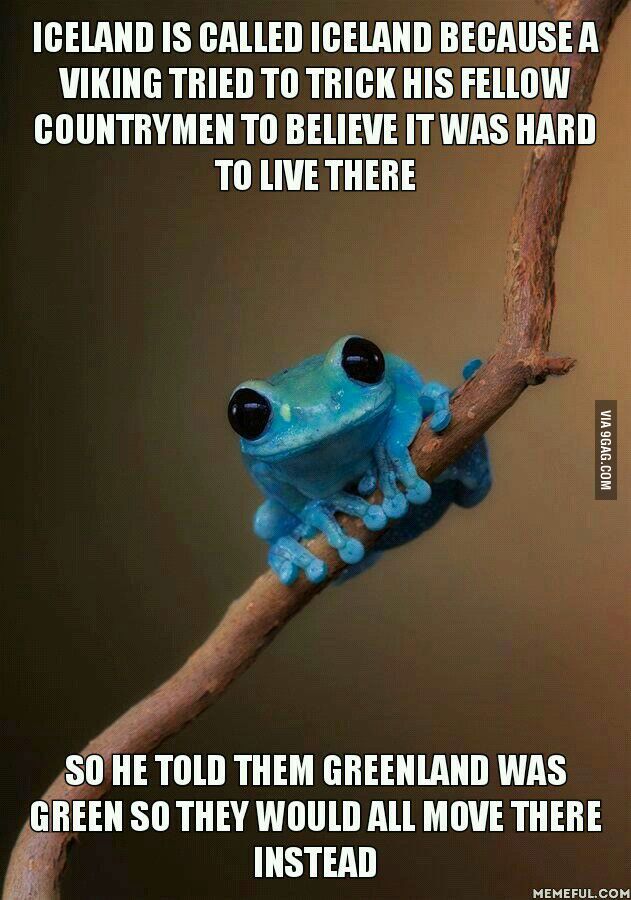 ICELAND IS CALLED ICELAND BECAUSE A
VIKING TRIED TO TRICK HIS FELLOW
COUNTRYMEN TO BELIEVE IT WAS HARD
TO LIVE THERE
VIA 9GAG.COM
SO HE TOLD THEM GREENLAND WAS
GREEN SO THEY WOULD ALL MOVE THERE
INSTEAD
MEMEFUL.COM